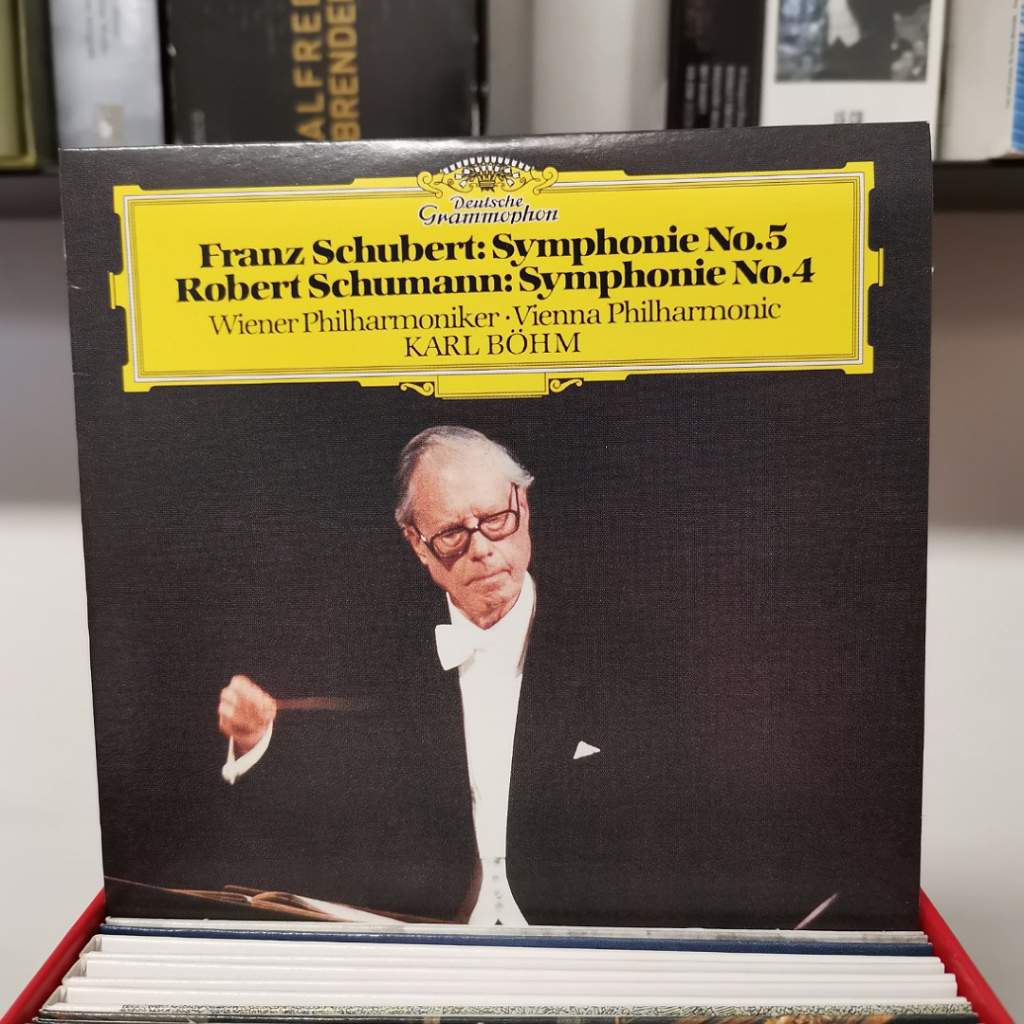 ALFRED
BRENDEL
Deutsche
Grammophon
Franz Schubert: Symphonie No.5
Robert Schumann: Symphonie No.4
Wiener Philharmoniker · Vienna Philharmonic
KARL BÖHM